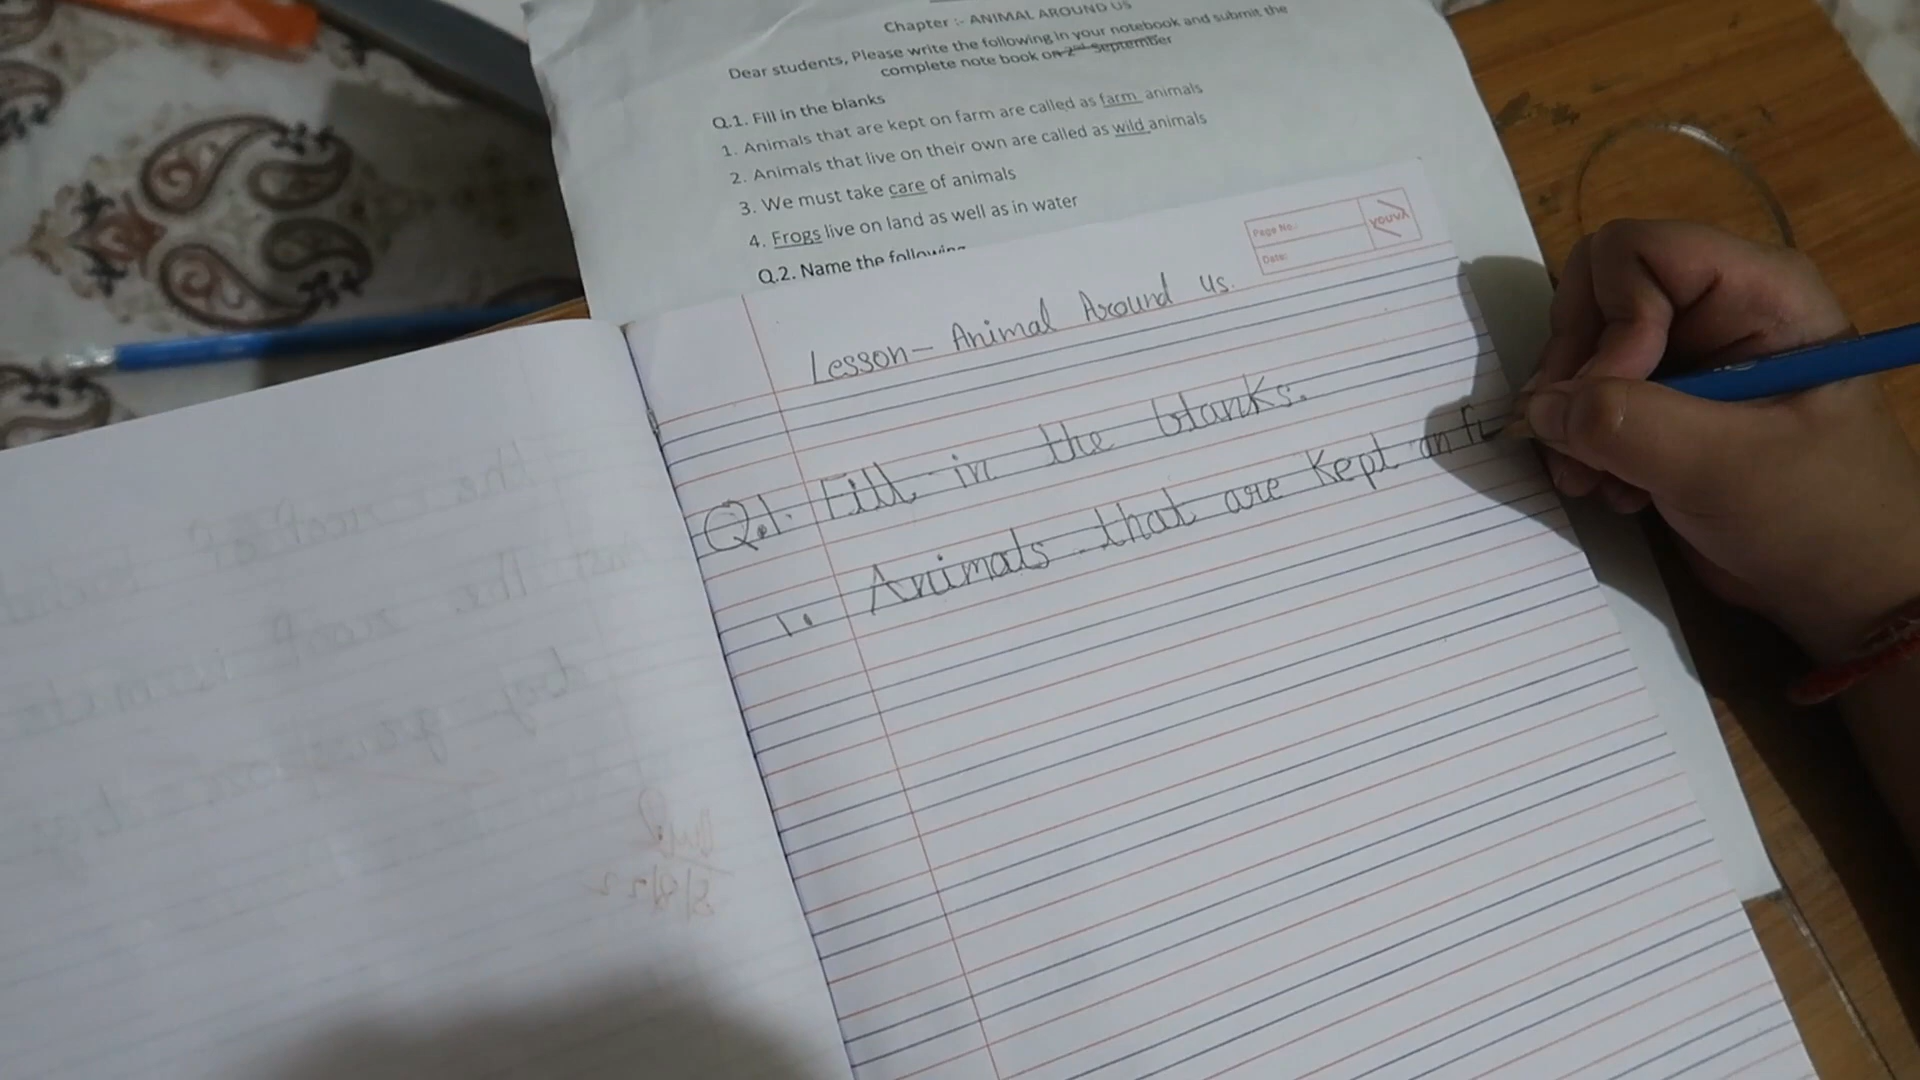 Chapter :- ANIMAL AROUND US
Dear students, Please write the following in your notebook and submit the
complete note book on 2nd September
Q.1. Fill in the blanks
1. Animals that are kept on farm are called as farm animals
2. Animals that live on their own are called as wild animals
3. We must take care of animals
4. Frogs live on land as well as in water
Q.2. Name the following
Page No.:
Date:
YOUVA
Lesson- Animal Around us.
Q.1. Fill in the blanks.
1. Animals that are kept on